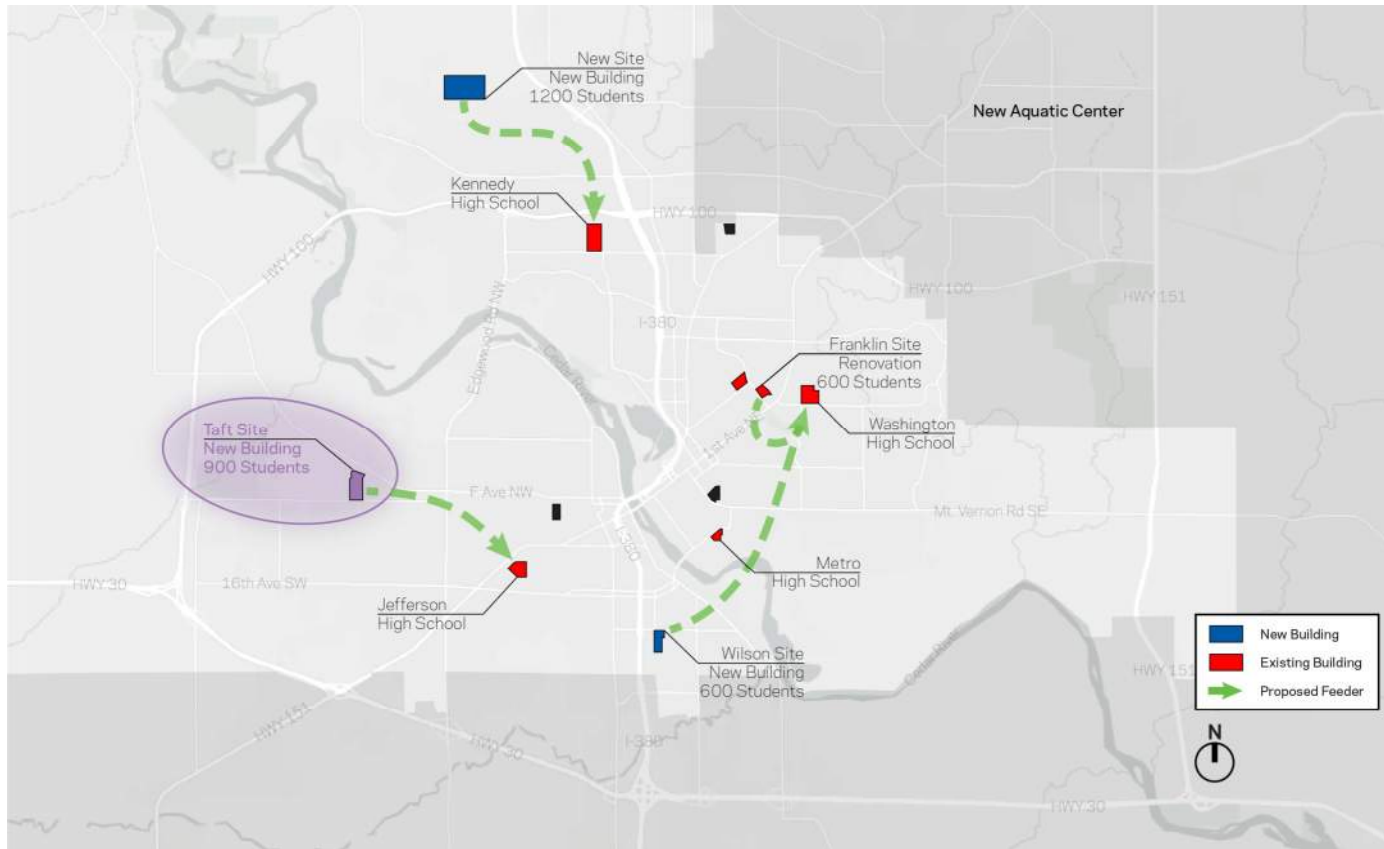 New Site
New Building
1200 Students
New Aquatic Center
Kennedy
High School
HWY 100
HWY 100
HWY 100
HWY 151
I-380
Edgewood Rd NW
Cedar River
Franklin Site
Renovation
600 Students
Washington
High School
1st Ave NE
Taft Site
New Building
900 Students
F Ave NW
Mt. Vernon Rd SE
I-380
Metro
High School
HWY 30
16th Ave SW
Jefferson
High School
Wilson Site
New Building
600 Students
Cedar River
HWY 151
New Building
Existing Building
Proposed Feeder
HWY 151
HWY 30
I-380
N
HWY 30